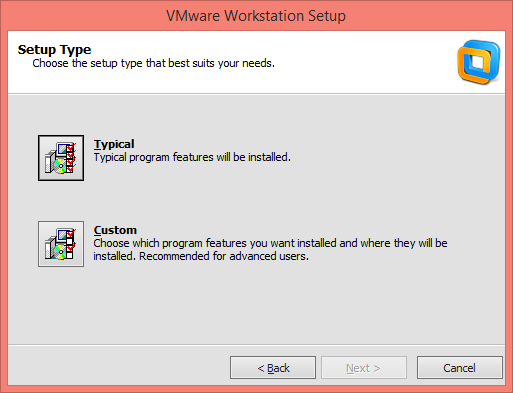 VMware Workstation Setup
Setup Type
Choose the setup type that best suits your needs.
Typical
Typical program features will be installed.
Custom
Choose which program features you want installed and where they will be
installed. Recommended for advanced users.
< Back
Next >
Cancel